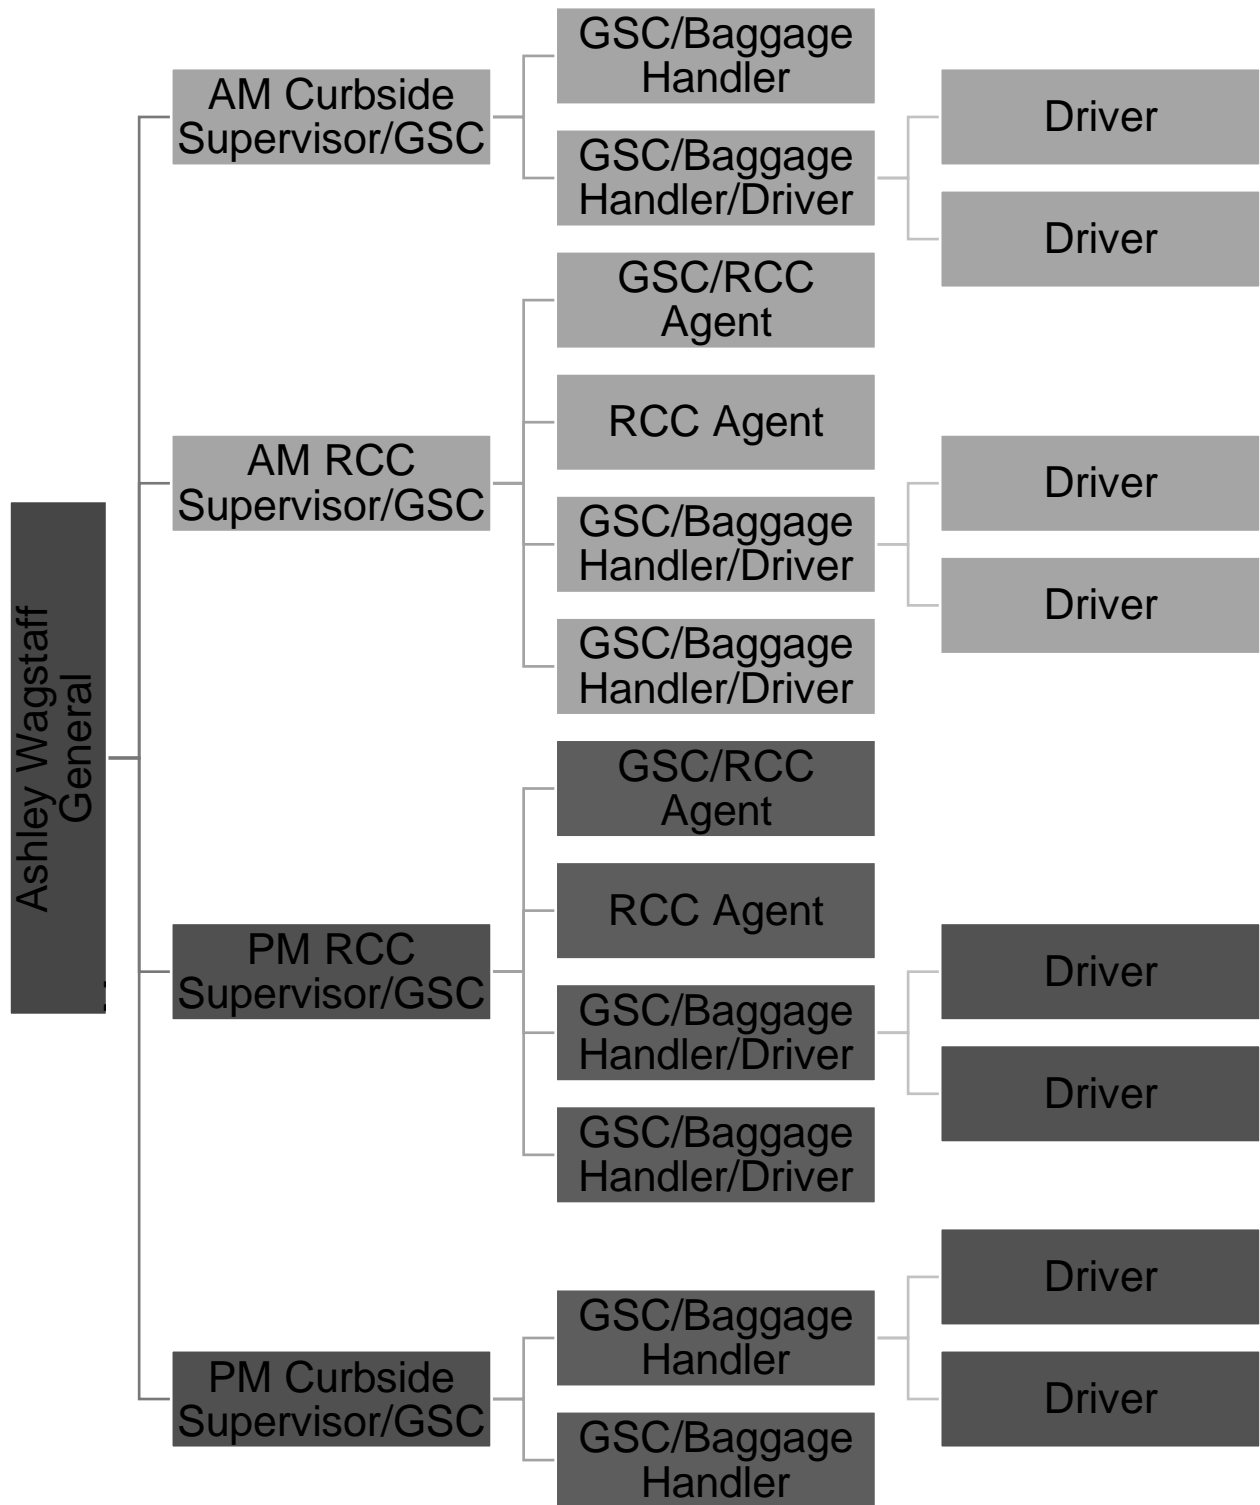 Ashley Wagstaff
General
AM Curbside
Supervisor/GSC
GSC/Baggage
Handler
GSC/Baggage
Handler/Driver
Driver
Driver
AM RCC
Supervisor/GSC
GSC/RCC
Agent
RCC Agent
GSC/Baggage
Handler/Driver
Driver
Driver
GSC/Baggage
Handler/Driver
PM RCC
Supervisor/GSC
GSC/RCC
Agent
RCC Agent
GSC/Baggage
Handler/Driver
Driver
Driver
GSC/Baggage
Handler/Driver
PM Curbside
Supervisor/GSC
GSC/Baggage
Handler
Driver
Driver
GSC/Baggage
Handler